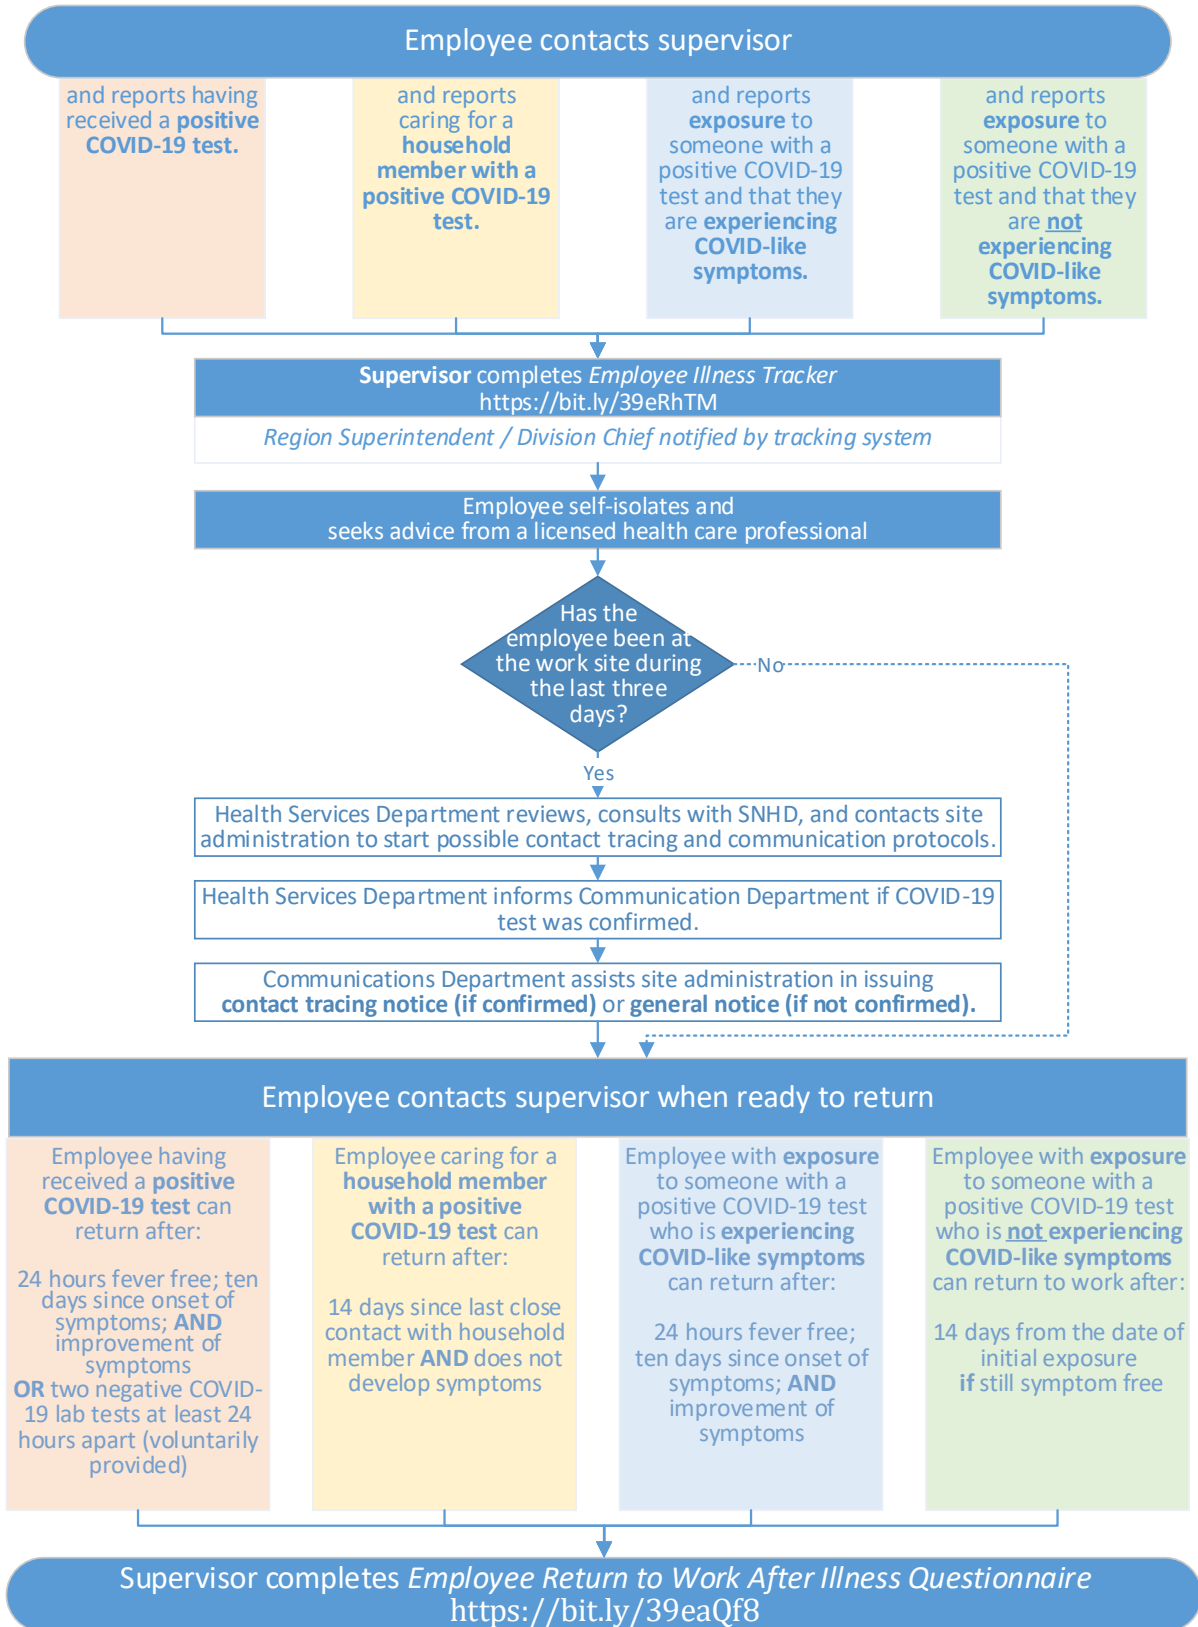 Employee contacts supervisor
and reports having
received a positive
COVID-19 test.
and reports
caring for a
household
member with a
positive COVID-19
test.
and reports
exposure to
someone with a
positive COVID-19
test and that they
are experiencing
COVID-like
symptoms.
and reports
exposure to
someone with a
positive COVID-19
test and that they
are not
experiencing
COVID-like
symptoms.
Supervisor completes Employee Illness Tracker
https://bit.ly/39eRhTM
Region Superintendent / Division Chief notified by tracking system
Employee self-isolates and
seeks advice from a licensed health care professional
Has the
employee been at
the work site during
the last three
days?
No
Yes
Health Services Department reviews, consults with SNHD, and contacts site
administration to start possible contact tracing and communication protocols.
Health Services Department informs Communication Department if COVID-19
test was confirmed.
Communications Department assists site administration in issuing
contact tracing notice (if confirmed) or general notice (if not confirmed).
Employee contacts supervisor when ready to return
Employee having
received a positive
COVID-19 test can
return after:
24 hours fever free; ten
days since onset of
symptoms; AND
improvement of
symptoms
OR two negative COVID-
19 lab tests at least 24
hours apart (voluntarily
provided)
Employee caring for a
household member
with a positive
COVID-19 test can
return after:
14 days since last close
contact with household
member AND does not
develop symptoms
Employee with exposure
to someone with a
positive COVID-19 test
who is experiencing
COVID-like symptoms
can return after:
24 hours fever free;
ten days since onset of
symptoms; AND
improvement of
symptoms
Employee with exposure
to someone with a
positive COVID-19 test
who is not experiencing
COVID-like symptoms
can return to work after:
14 days from the date of
initial exposure
if still symptom free
Supervisor completes Employee Return to Work After Illness Questionnaire
https://bit.ly/39eaQf8